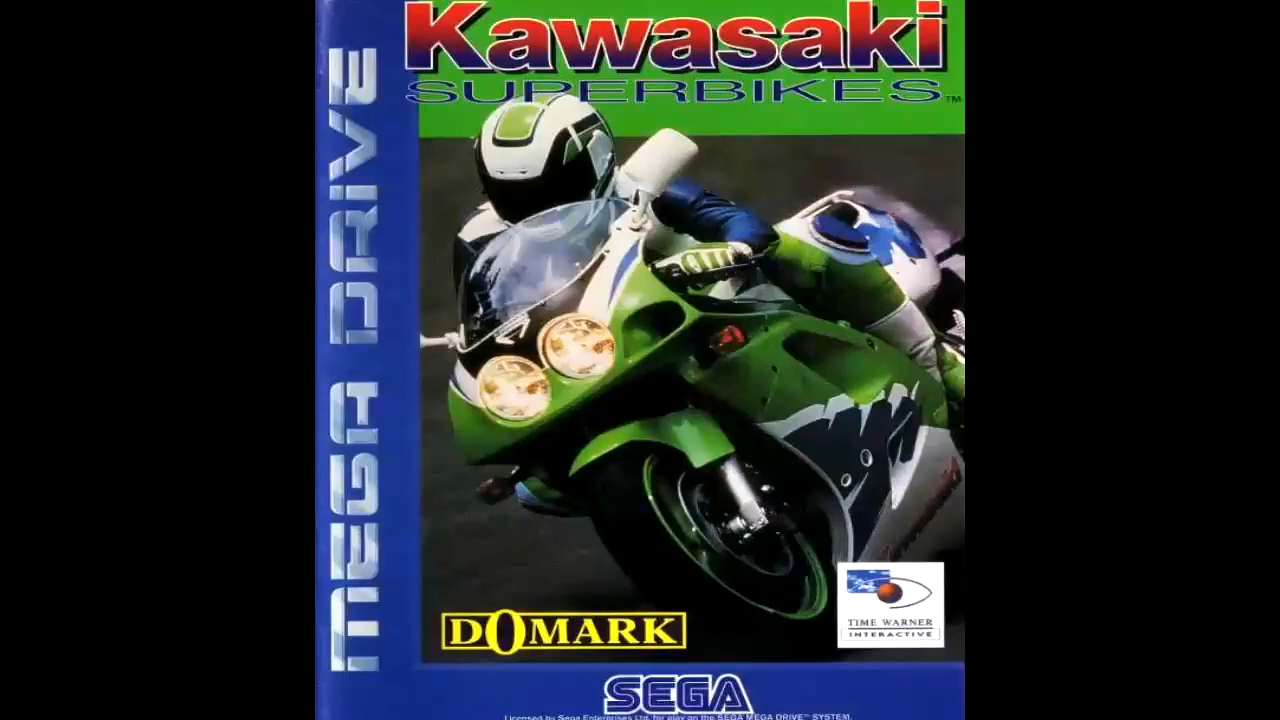 Kawasaki
SUPERBIKES™
MEGA DRIVE
DOMARK
TIME WARNER
INTERACTIVE
SEGA
Licensed by Sega Enterprises Ltd. for play on the SEGA MEGA DRIVE™ SYSTEM.